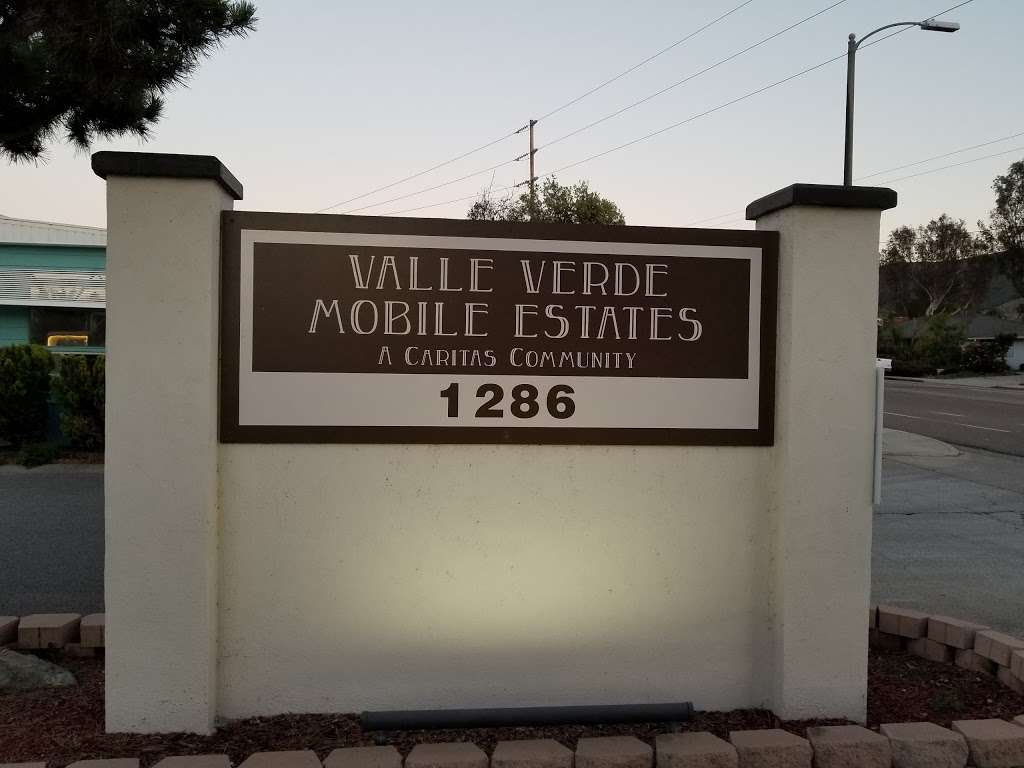 VALLE VERDE
MOBILE ESTATES
A CARITAS COMMUNITY
1286